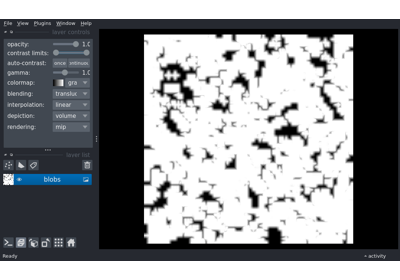 File View Plugins Window Help
layer controls
opacity: 1.0
contrast limits:
auto-contrast: once
gamma: 1.0
colormap: gra
blending: translu
interpolation: linear
depiction: volume
rendering: mip
layer list
blobs
Ready
activity